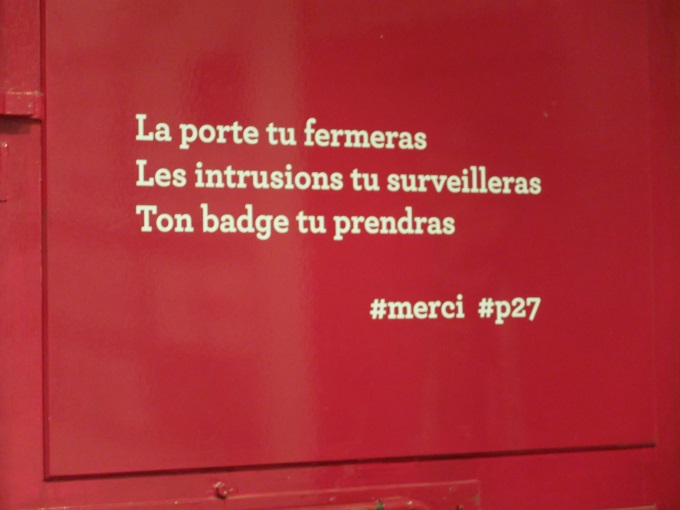 La porte tu fermeras
Les intrusions tu surveilleras
Ton badge tu prendras
#merci #p27